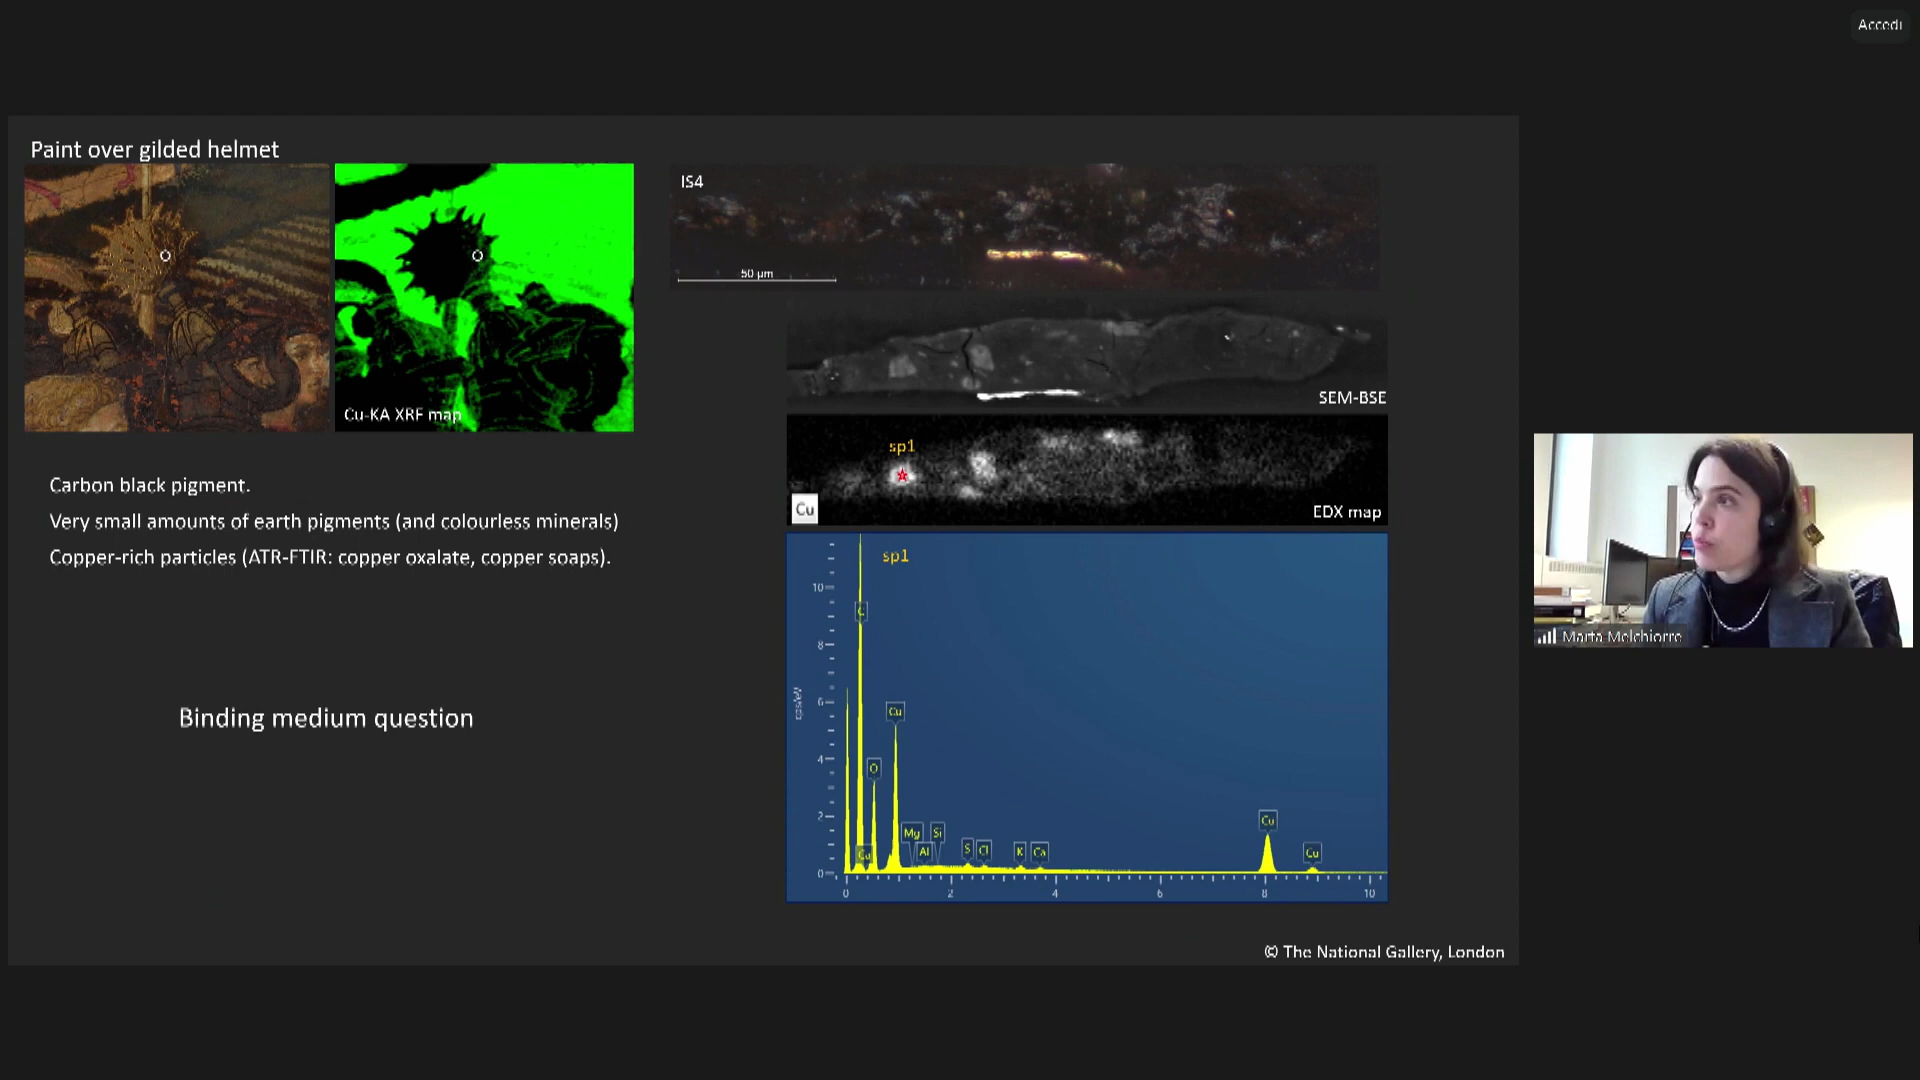 Accedi
Paint over gilded helmet
IS4
50 µm
Cu-KA XRF map
SEM-BSE
sp1
Cu
EDX map
Carbon black pigment.
Very small amounts of earth pigments (and colourless minerals)
Copper-rich particles (ATR-FTIR: copper oxalate, copper soaps).
Binding medium question
sp1
cps/eV
10
8
6
4
2
0
C
Cu
O
Cu
Mg
Al
Si
S
Cl
K
Ca
Cu
Cu
0 2 4 6 8 10
Marta Melchiorre
© The National Gallery, London